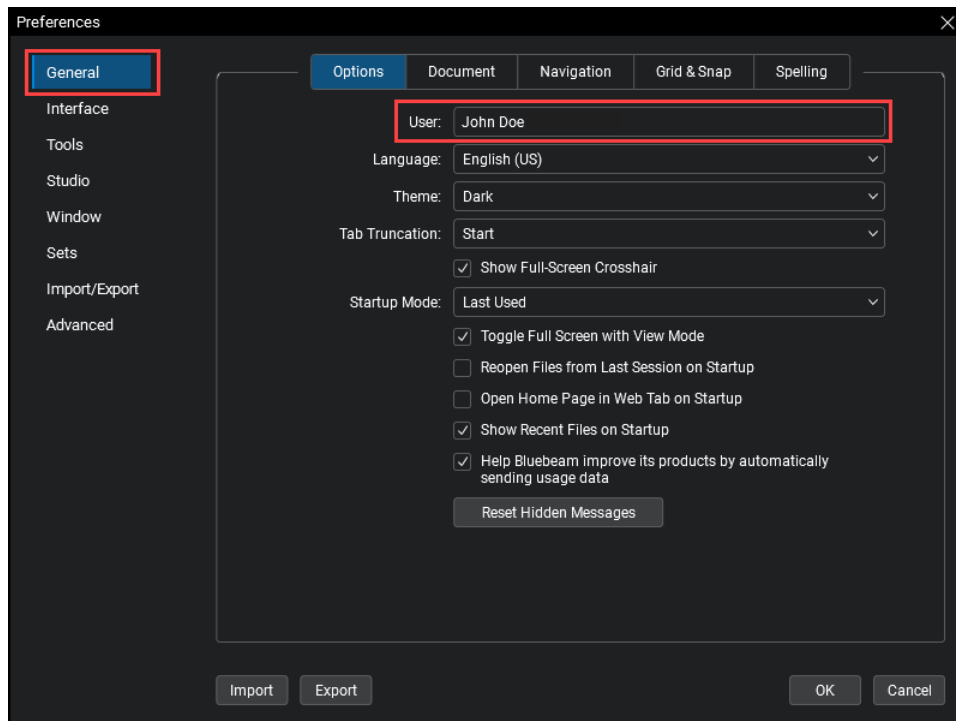 Preferences
General
Interface
Tools
Studio
Window
Sets
Import/Export
Advanced
Options Document Navigation Grid & Snap Spelling
User: John Doe
Language: English (US)
Theme: Dark
Tab Truncation: Start
Show Full-Screen Crosshair
Startup Mode: Last Used
Toggle Full Screen with View Mode
Reopen Files from Last Session on Startup
Open Home Page in Web Tab on Startup
Show Recent Files on Startup
Help Bluebeam improve its products by automatically
sending usage data
Reset Hidden Messages
Import Export OK Cancel